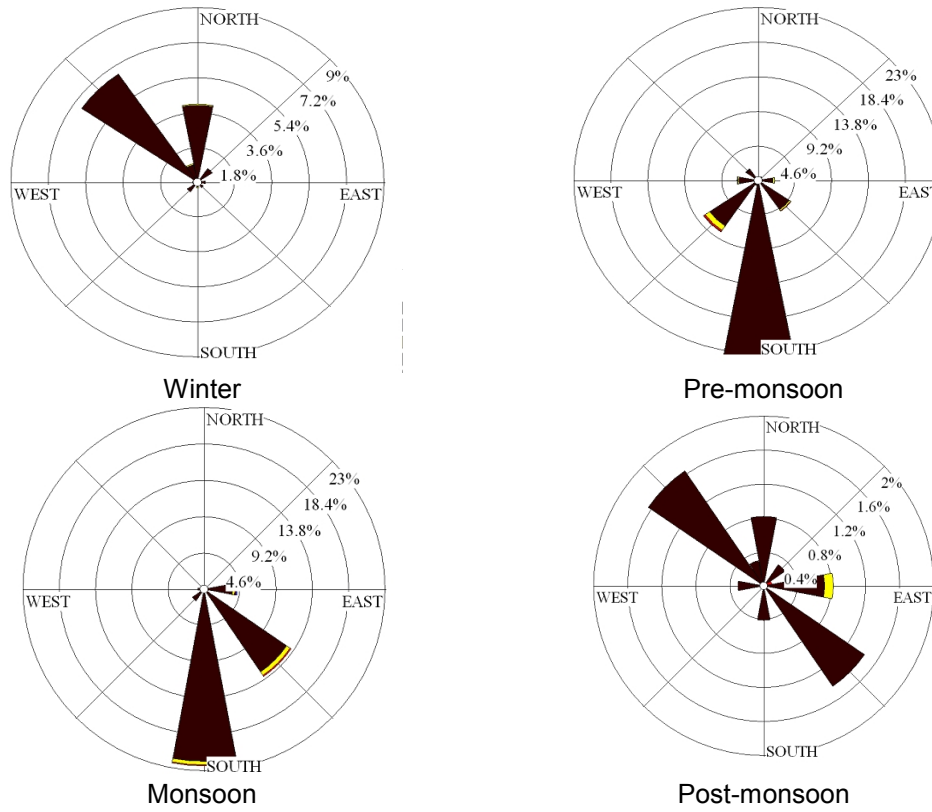 NORTH
9%
7.2%
5.4%
3.6%
1.8%
WEST
EAST
SOUTH
Winter
NORTH
23%
18.4%
13.8%
9.2%
4.6%
WEST
EAST
SOUTH
Pre-monsoon
NORTH
23%
18.4%
13.8%
9.2%
4.6%
WEST
EAST
SOUTH
Monsoon
NORTH
2%
1.6%
1.2%
0.8%
0.4%
WEST
EAST
SOUTH
Post-monsoon